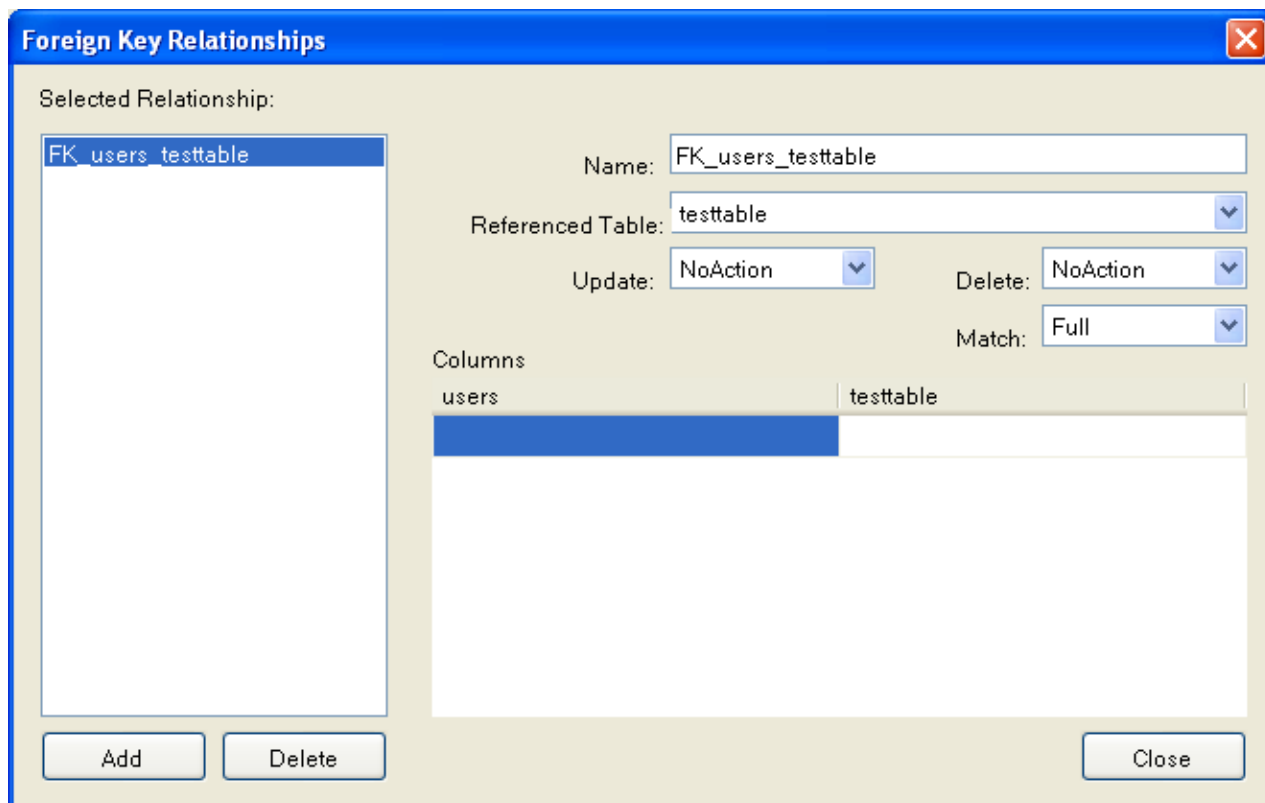 Foreign Key Relationships
Selected Relationship:
FK_users_testtable
Name: FK_users_testtable
Referenced Table: testtable
Update: NoAction Delete: NoAction
Match: Full
Columns
users testtable
Add Delete Close